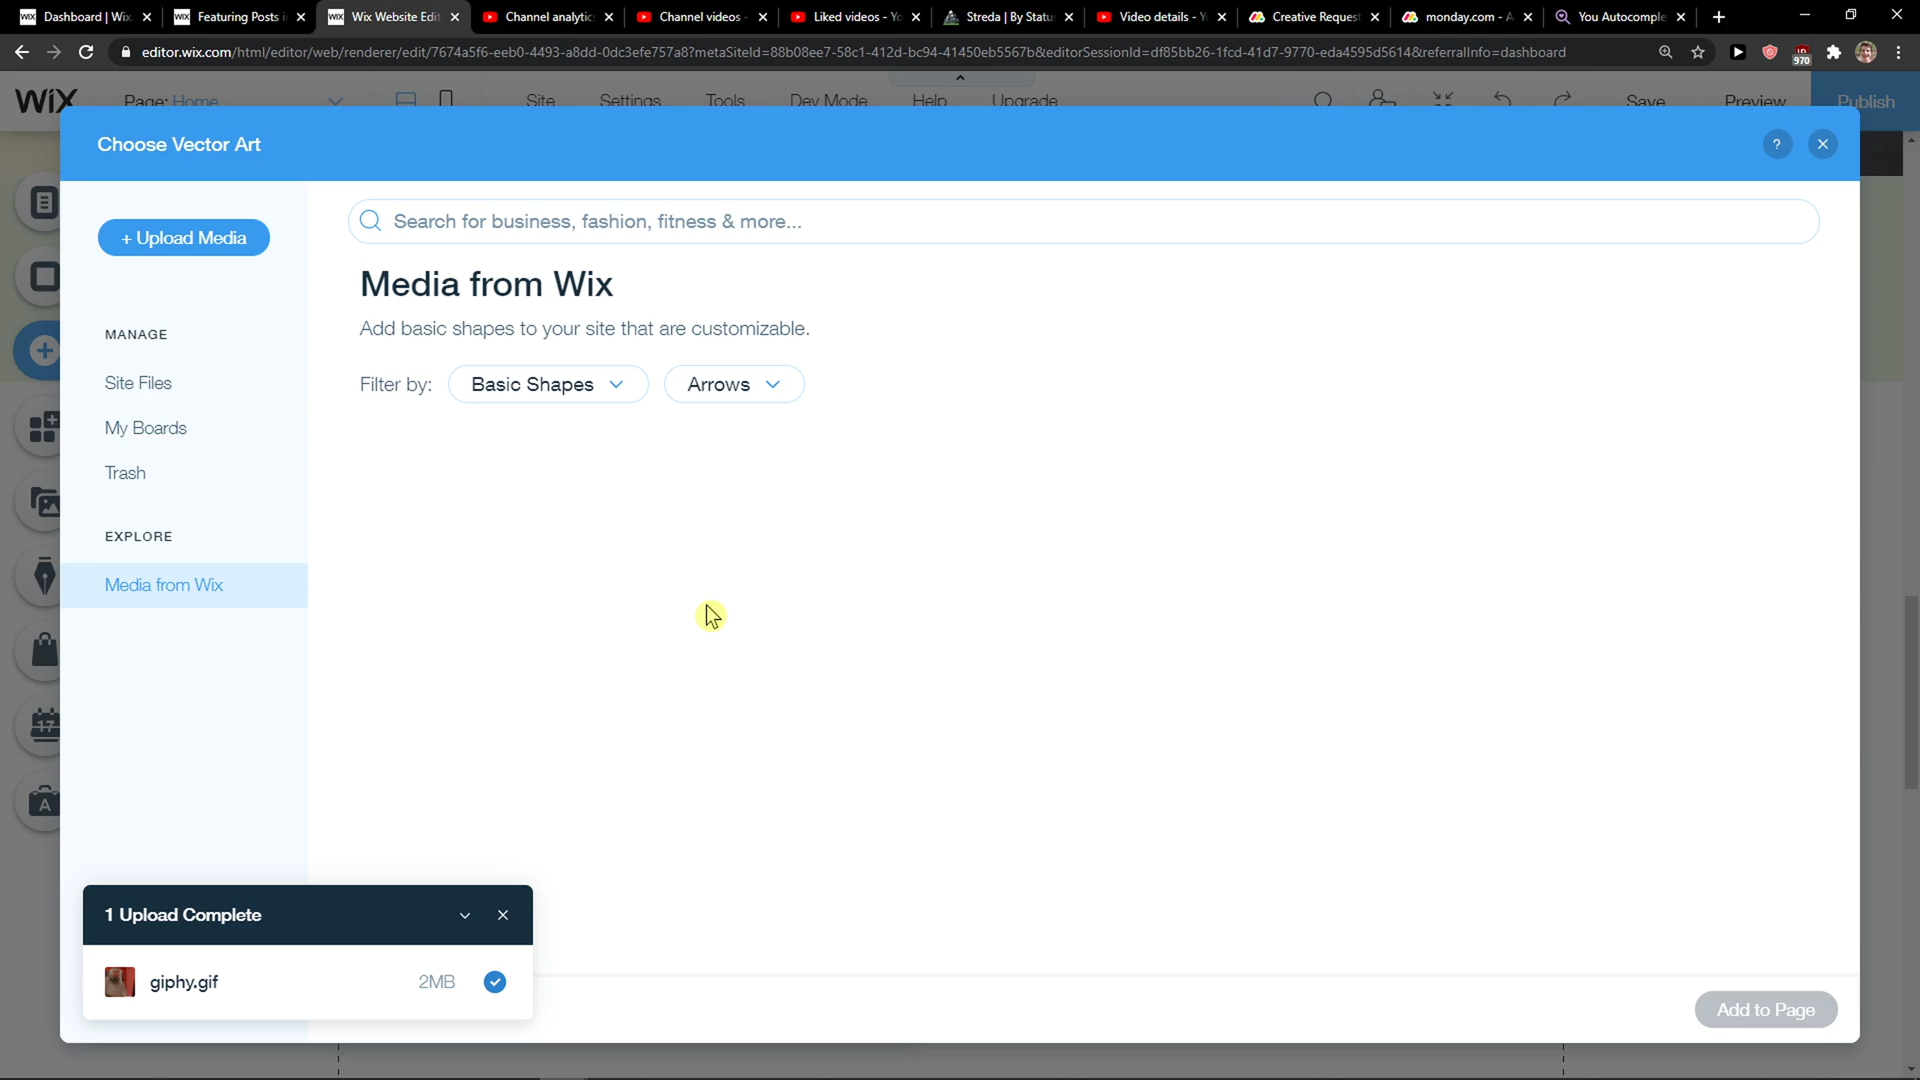 Dashboard | Wix
Featuring Posts i
Wix Website Edit
Channel analytic
Channel videos -
Liked videos - Yo
Streda | By Statu
Video details - Y
Creative Request
monday.com - A
You Autocomple
editor.wix.com/html/editor/web/renderer/edit/7674a5f6-eeb0-4493-a8dd-0dc3efe757a8?metaSiteId=88b08ee7-58c1-412d-bc94-41450eb5567b&editorSessionId=df85bb26-1fcd-41d7-9770-eda4595d5614&referralInfo=dashboard
970
WIX Page: Home Site Settings Tools Dev Mode Help Upgrade Save Preview Publish
Choose Vector Art
?
+ Upload Media
Search for business, fashion, fitness & more...
Media from Wix
Add basic shapes to your site that are customizable.
MANAGE
Filter by: Basic Shapes Arrows
Site Files
My Boards
Trash
EXPLORE
Media from Wix
17
A
1 Upload Complete
giphy.gif 2MB
Add to Page